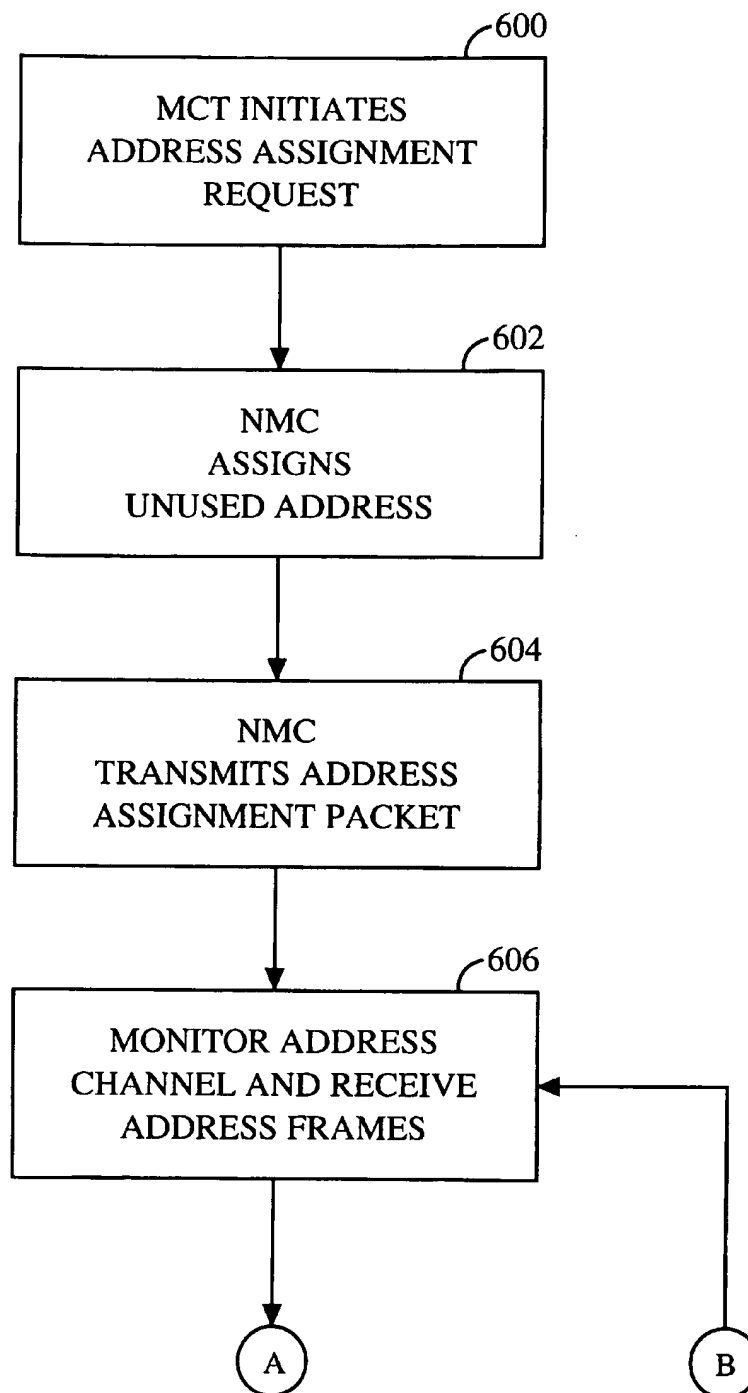 600
MCT INITIATES
ADDRESS ASSIGNMENT
REQUEST
602
NMC
ASSIGNS
UNUSED ADDRESS
604
NMC
TRANSMITS ADDRESS
ASSIGNMENT PACKET
606
MONITOR ADDRESS
CHANNEL AND RECEIVE
ADDRESS FRAMES
A
B